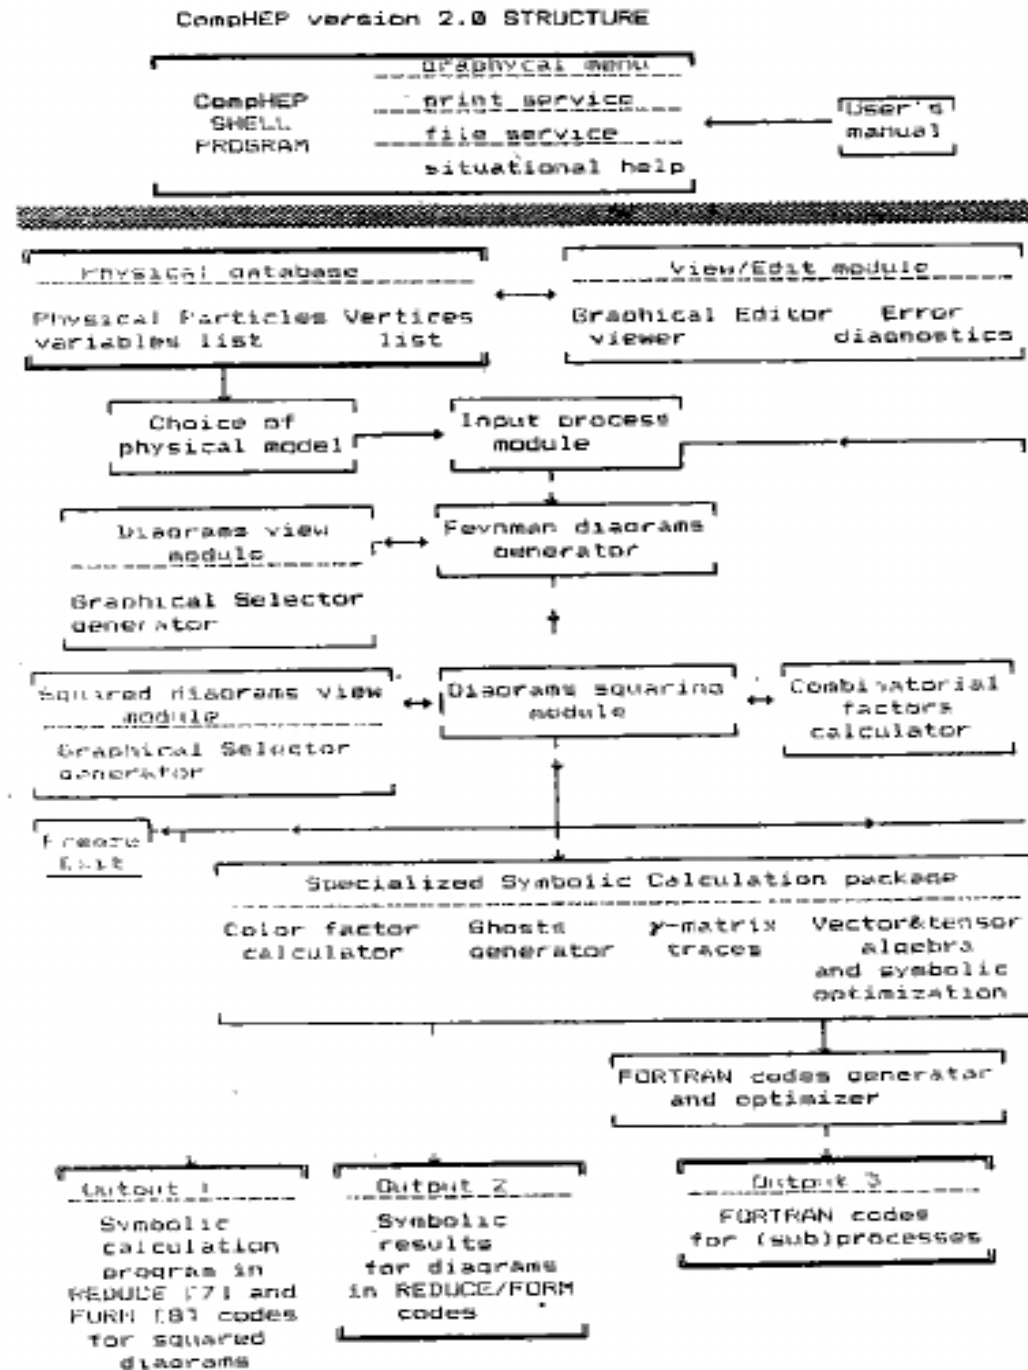 CompHEP version 2.0 STRUCTURE
graphycal menu
CompHEP
SHELL
PROGRAM
print service
file service
situational help
User's
manual
Physical database
Physical Particles Vertices
variables list list
View/Edit module
Graphical Editor Error
viewer diagnostics
Choice of
physical model
Input process
module
Diagrams view
module
Graphical Selector
generator
Feynman diagrams
generator
Squared diagrams view
module
Graphical Selector
generator
Diagrams squaring
module
Combinatorial
factors
calculator
Freeze
Exit
Specialized Symbolic Calculation package
Color factor
calculator
Ghosts
generator
γ-matrix
traces
Vector&tensor
algebra
and symbolic
optimization
FORTRAN codes generator
and optimizer
Output 1
Symbolic
calculation
program in
REDUCE [7] and
FORM [8] codes
for squared
diagrams
Output 2
Symbolic
results
for diagrams
in REDUCE/FORM
codes
Output 3
FORTRAN codes
for (sub)processes